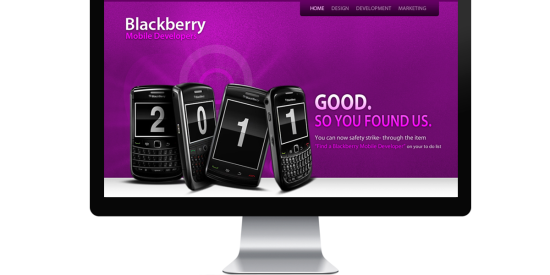 HOME DESIGN DEVELOPMENT MARKETING
Blackberry
Mobile Developers
2 0 1 1
GOOD.
SO YOU FOUND US.
You can now safety strike- through the item
"Find a Blackberry Mobile Developer" on your to do list